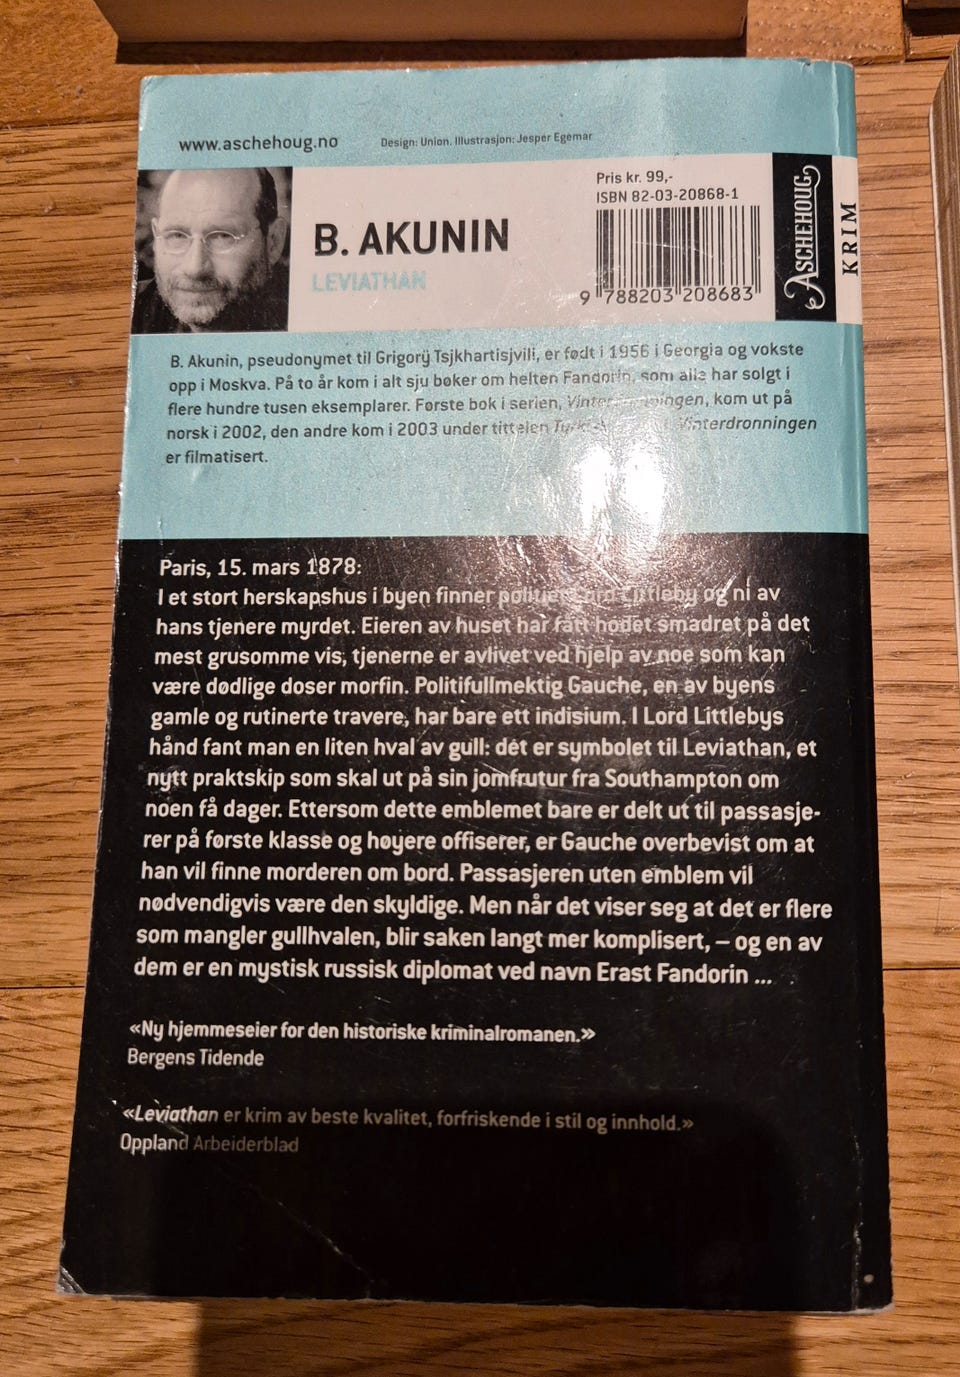 www.aschehoug.no
Design: Union. Illustrasjon: Jesper Egemar
Pris kr. 99,-
ISBN 82-03-20868-1
B. AKUNIN
LEVIATHAN
9 788203 208683
ASCHEHOUG
KRIM
B. Akunin, pseudonymet til Grigorij Tsjkhartisjvili, er født i 1956 i Georgia og vokste
opp i Moskva. På to år kom i alt sju bøker om helten Fandorin, som alle har solgt i
flere hundre tusen eksemplarer. Første bok i serien, kom ut på
norsk i 2002, den andre kom i 2003 under tittelen Vinterdronningen
er filmatisert.
Paris, 15. mars 1878:
I et stort herskapshus i byen finner politiet Lord Littleby og ni av
hans tjenere myrdet. Eieren av huset har fått hodet smadret på det
mest grusomme vis, tjenerne er avlivet ved hjelp av noe som kan
være dødlige doser morfin. Politifullmektig Gauche, en av byens
gamle og rutinerte travere, har bare ett indisium. I Lord Littlebys
hånd fant man en liten hval av gull: det er symbolet til Leviathan, et
nytt praktskip som skal ut på sin jomfrutur fra Southampton om
noen få dager. Ettersom dette emblemet bare er delt ut til passasje-
rer på første klasse og høyere offiserer, er Gauche overbevist om at
han vil finne morderen om bord. Passasjeren uten emblem vil
nødvendigvis være den skyldige. Men når det viser seg at det er flere
som mangler gullhvalen, blir saken langt mer komplisert, – og en av
dem er en mystisk russisk diplomat ved navn Erast Fandorin ...
«Ny hjemmeseier for den historiske kriminalromanen.»
Bergens Tidende
«Leviathan er krim av beste kvalitet, forfriskende i stil og innhold.»
Oppland Arbeiderblad